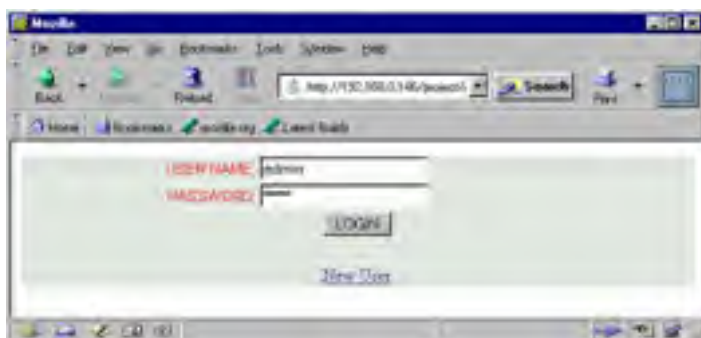 Mozilla
File Edit View Go Bookmarks Tools Window Help
Back Reload Search Print
Home Bookmarks mozilla.org Latest Builds
USER NAME admin
PASSWORD
LOGIN
New User